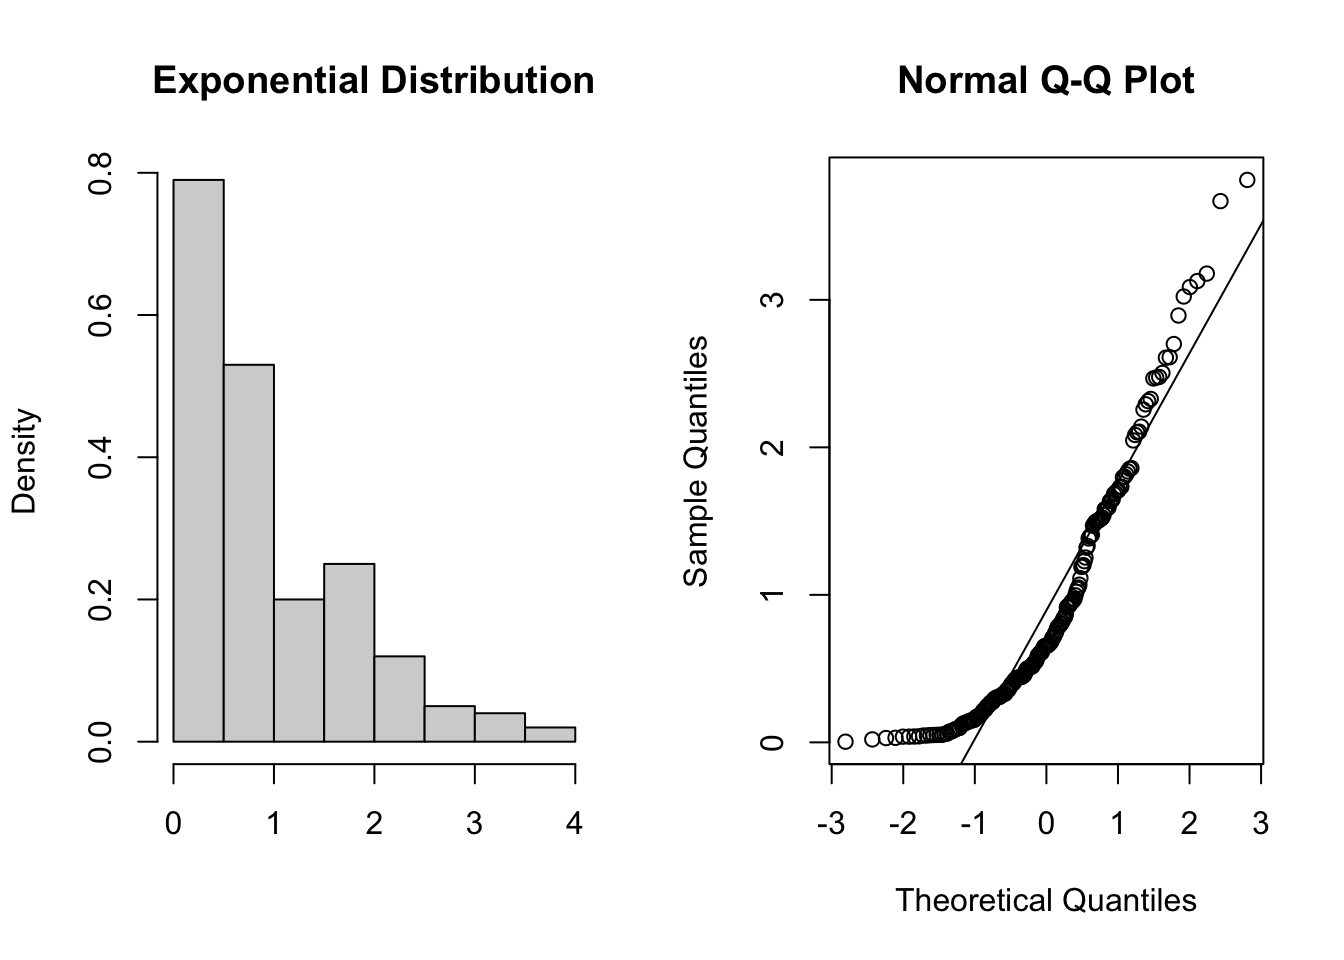 Exponential Distribution
Density
0.0 0.2 0.4 0.6 0.8
0 1 2 3 4
Normal Q-Q Plot
Sample Quantiles
0 1 2 3
-3 -2 -1 0 1 2 3
Theoretical Quantiles